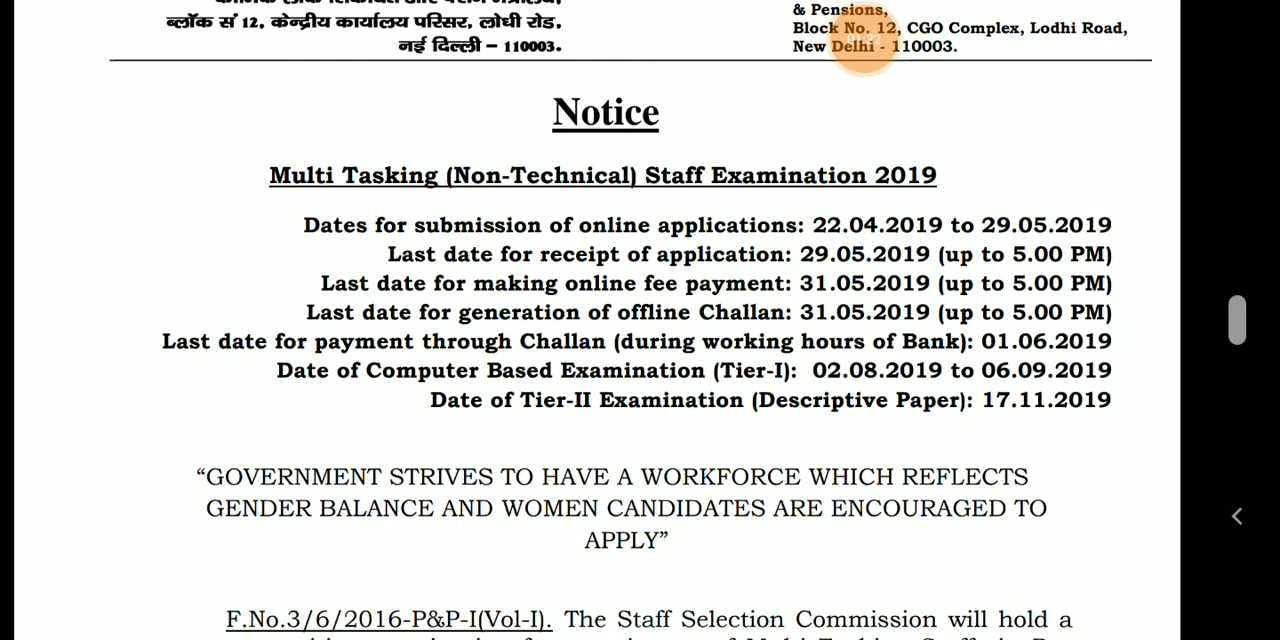 ब्लॉक सं 12, केन्द्रीय कार्यालय परिसर, लोधी रोड,
नई दिल्ली – 110003.
& Pensions,
Block No. 12, CGO Complex, Lodhi Road,
New Delhi - 110003.
Notice
Multi Tasking (Non-Technical) Staff Examination 2019
Dates for submission of online applications: 22.04.2019 to 29.05.2019
Last date for receipt of application: 29.05.2019 (up to 5.00 PM)
Last date for making online fee payment: 31.05.2019 (up to 5.00 PM)
Last date for generation of offline Challan: 31.05.2019 (up to 5.00 PM)
Last date for payment through Challan (during working hours of Bank): 01.06.2019
Date of Computer Based Examination (Tier-I): 02.08.2019 to 06.09.2019
Date of Tier-II Examination (Descriptive Paper): 17.11.2019
“GOVERNMENT STRIVES TO HAVE A WORKFORCE WHICH REFLECTS
GENDER BALANCE AND WOMEN CANDIDATES ARE ENCOURAGED TO
APPLY”
F.No.3/6/2016-P&P-I(Vol-I). The Staff Selection Commission will hold a